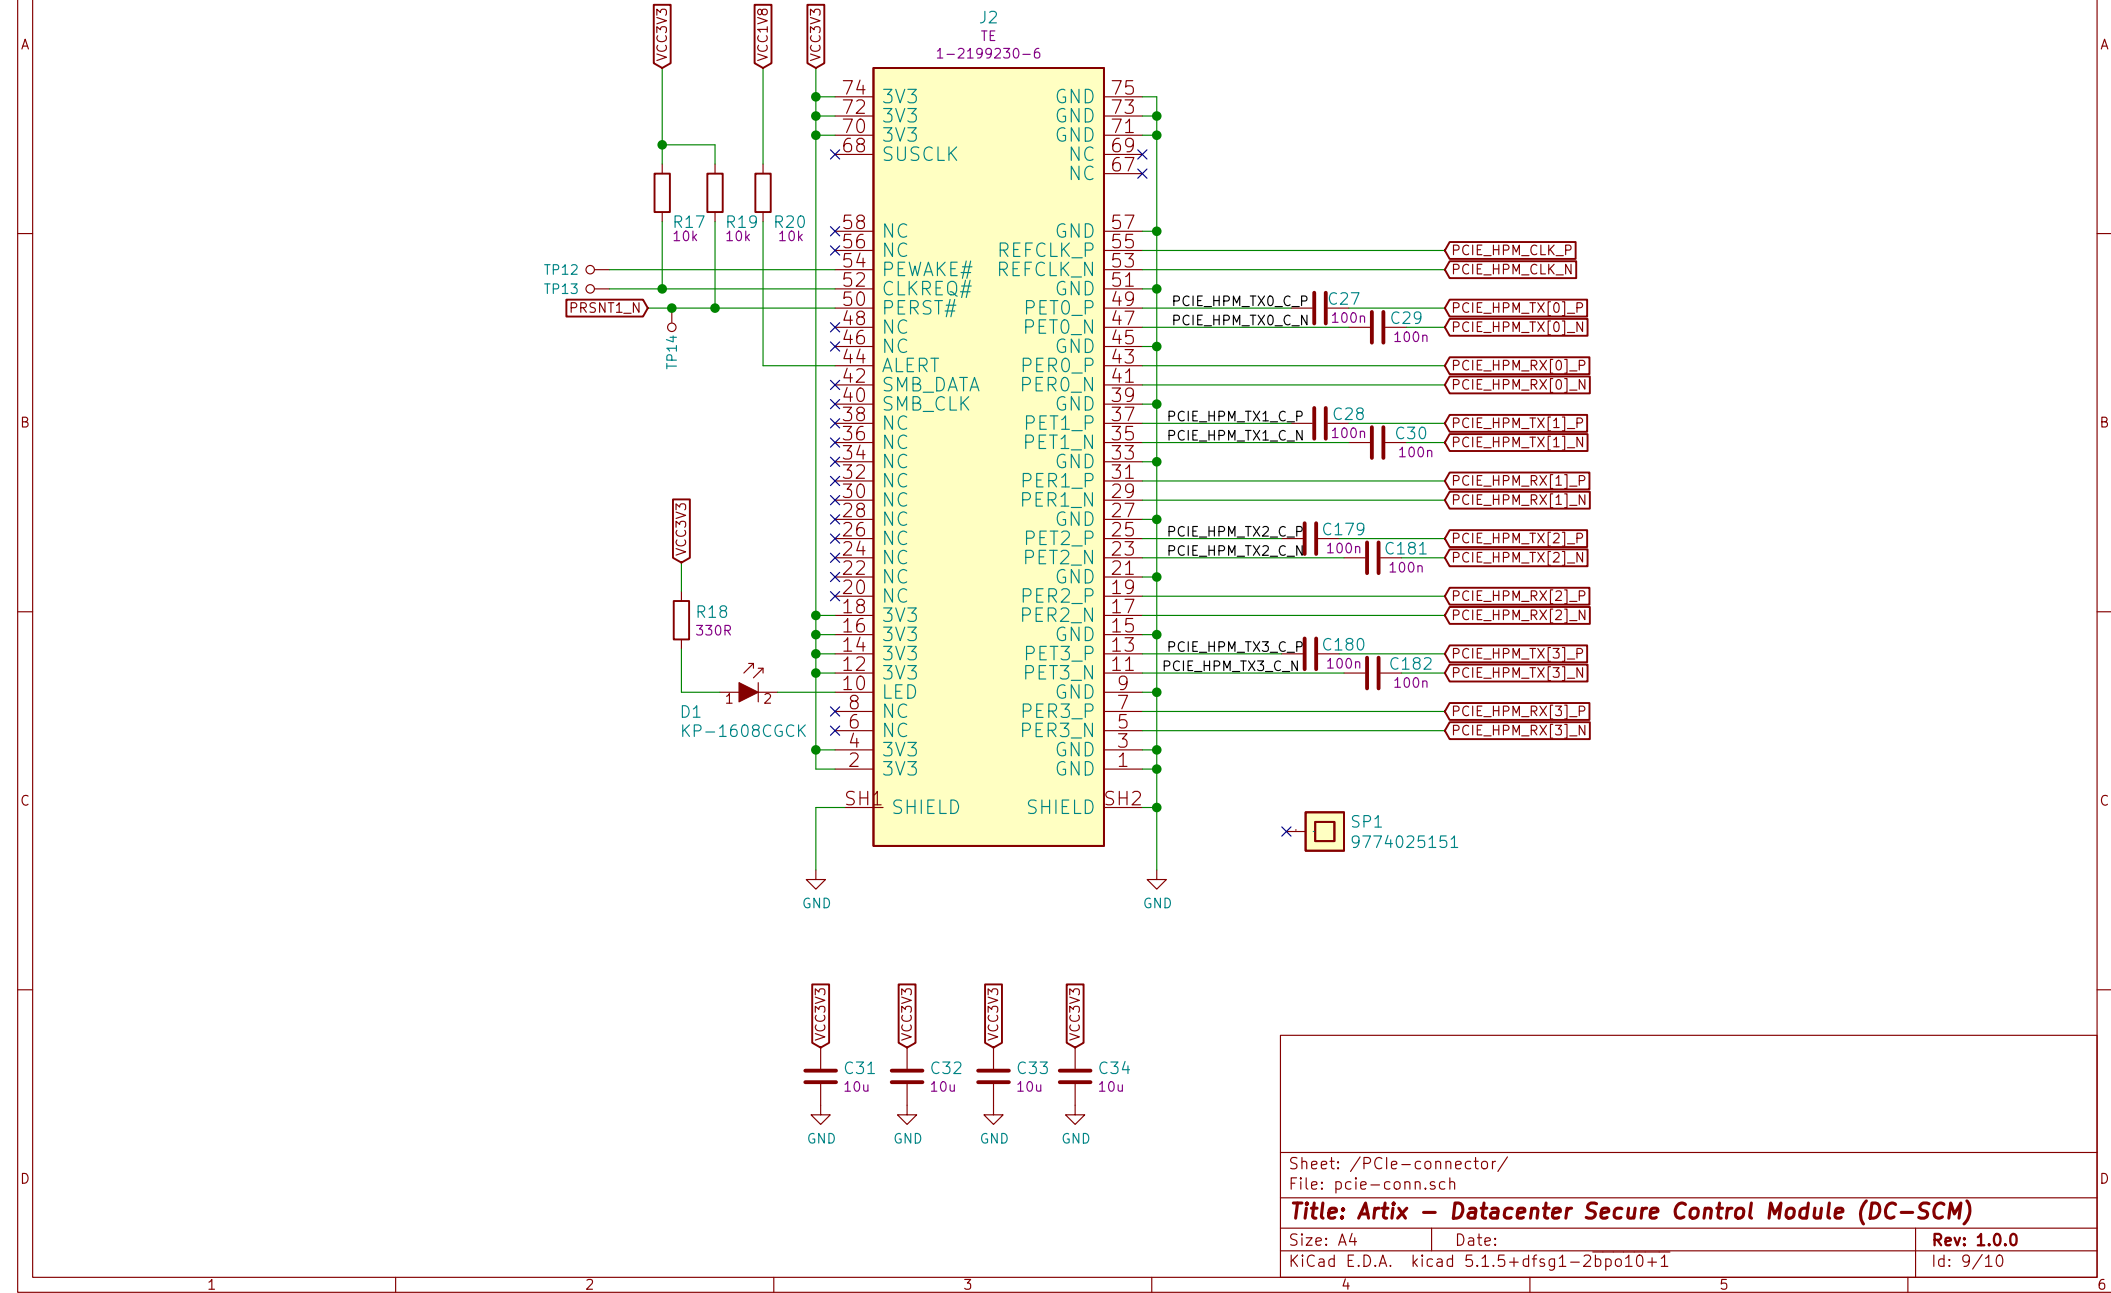 VCC3V3
VCC1V8
VCC3V3
J2
TE
1-2199230-6
A
A
74 3V3 GND 75
72 3V3 GND 73
70 3V3 GND 71
68 SUSCLK NC 69
NC 67
R17 10k
R19 10k
R20 10k
58 NC GND 57
56 NC REFCLK_P 55 PCIE_HPM_CLK_P
TP12 54 PEWAKE# REFCLK_N 53 PCIE_HPM_CLK_N
TP13 52 CLKREQ# GND 51
PRSNT1_N 50 PERST# PET0_P 49 PCIE_HPM_TX0_C_P C27 100n PCIE_HPM_TX[0]_P
48 NC PET0_N 47 PCIE_HPM_TX0_C_N C29 100n PCIE_HPM_TX[0]_N
TP14
46 NC GND 45
44 ALERT PER0_P 43 PCIE_HPM_RX[0]_P
42 SMB_DATA PER0_N 41 PCIE_HPM_RX[0]_N
40 SMB_CLK GND 39
B
B
38 NC PET1_P 37 PCIE_HPM_TX1_C_P C28 100n PCIE_HPM_TX[1]_P
36 NC PET1_N 35 PCIE_HPM_TX1_C_N C30 100n PCIE_HPM_TX[1]_N
34 NC GND 33
32 NC PER1_P 31 PCIE_HPM_RX[1]_P
30 NC PER1_N 29 PCIE_HPM_RX[1]_N
28 NC GND 27
VCC3V3
26 NC PET2_P 25 PCIE_HPM_TX2_C_P C179 100n PCIE_HPM_TX[2]_P
24 NC PET2_N 23 PCIE_HPM_TX2_C_N C181 100n PCIE_HPM_TX[2]_N
22 NC GND 21
20 NC PER2_P 19 PCIE_HPM_RX[2]_P
R18
330R
18 3V3 PER2_N 17 PCIE_HPM_RX[2]_N
16 3V3 GND 15
14 3V3 PET3_P 13 PCIE_HPM_TX3_C_P C180 100n PCIE_HPM_TX[3]_P
12 3V3 PET3_N 11 PCIE_HPM_TX3_C_N C182 100n PCIE_HPM_TX[3]_N
1 2
10 LED GND 9
D1
KP-1608CGCK
8 NC PER3_P 7 PCIE_HPM_RX[3]_P
6 NC PER3_N 5 PCIE_HPM_RX[3]_N
4 3V3 GND 3
2 3V3 GND 1
C
C
SH1 SHIELD SHIELD SH2
SP1
9774025151
GND
GND
VCC3V3
VCC3V3
VCC3V3
VCC3V3
C31 10u
C32 10u
C33 10u
C34 10u
GND
GND
GND
GND
D
D
Sheet: /PCIe-connector/
File: pcie-conn.sch
Title: Artix - Datacenter Secure Control Module (DC-SCM)
Size: A4 Date: Rev: 1.0.0
KiCad E.D.A. kicad 5.1.5+dfsg1-2bpo10+1 Id: 9/10
1 2 3 4 5 6